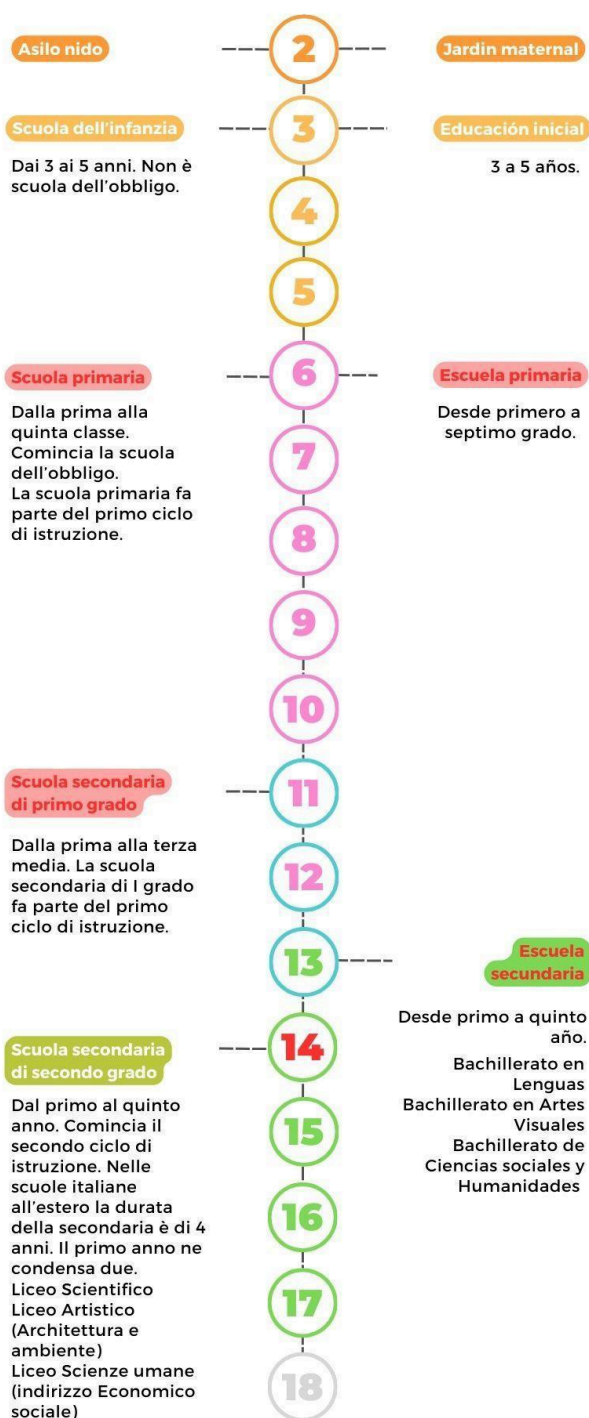 Asilo nido
2
Jardin maternal
Scuola dell'infanzia
3
Educación inicial
Dai 3 ai 5 anni. Non è
scuola dell'obbligo.
3 a 5 años.
4
5
Scuola primaria
6
Escuela primaria
Dalla prima alla
quinta classe.
Comincia la scuola
dell'obbligo.
La scuola primaria fa
parte del primo ciclo
di istruzione.
Desde primero a
septimo grado.
7
8
9
10
Scuola secondaria
di primo grado
11
Dalla prima alla terza
media. La scuola
secondaria di I grado
fa parte del primo
ciclo di istruzione.
12
13
Escuela
secundaria
Desde primo a quinto
año.
Bachillerato en
Lenguas
Bachillerato en Artes
Visuales
Bachillerato de
Ciencias sociales y
Humanidades
Scuola secondaria
di secondo grado
14
Dal primo al quinto
anno. Comincia il
secondo ciclo di
istruzione. Nelle
scuole italiane
all'estero la durata
della secondaria è di 4
anni. Il primo anno ne
condensa due.
Liceo Scientifico
Liceo Artistico
(Architettura e
ambiente)
Liceo Scienze umane
(indirizzo Economico
sociale)
15
16
17
18